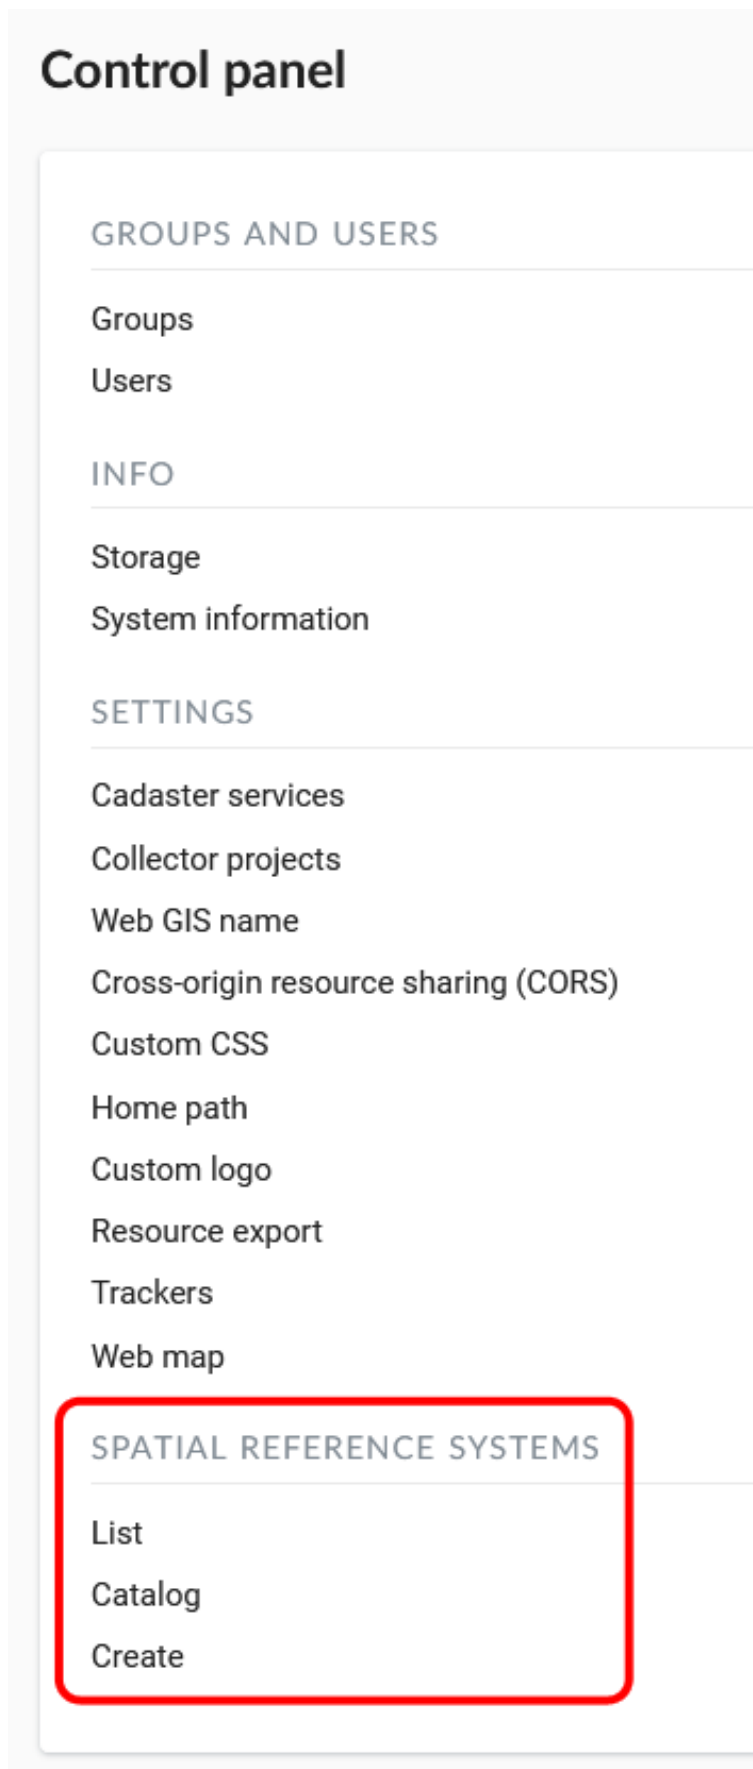 Control panel
GROUPS AND USERS
Groups
Users
INFO
Storage
System information
SETTINGS
Cadaster services
Collector projects
Web GIS name
Cross-origin resource sharing (CORS)
Custom CSS
Home path
Custom logo
Resource export
Trackers
Web map
SPATIAL REFERENCE SYSTEMS
List
Catalog
Create